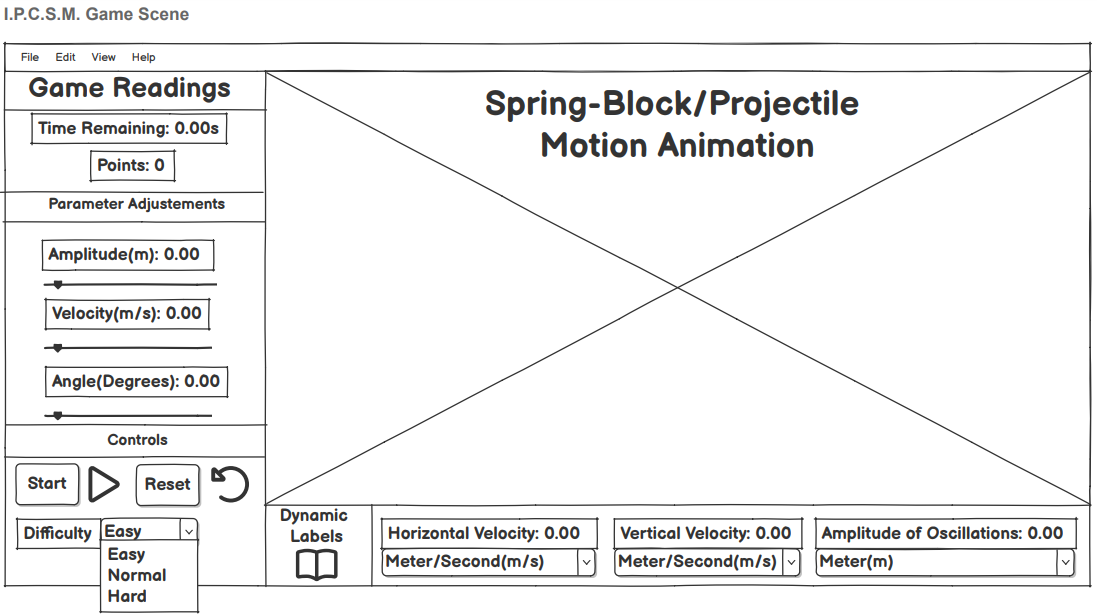 I.P.C.S.M. Game Scene
File Edit View Help
Game Readings
Time Remaining: 0.00s
Points: 0
Parameter Adjustements
Amplitude(m): 0.00
Velocity(m/s): 0.00
Angle(Degrees): 0.00
Controls
Start Reset
Difficulty Easy
Easy
Normal
Hard
Spring-Block/Projectile
Motion Animation
Dynamic
Labels
Horizontal Velocity: 0.00
Meter/Second(m/s)
Vertical Velocity: 0.00
Meter/Second(m/s)
Amplitude of Oscillations: 0.00
Meter(m)